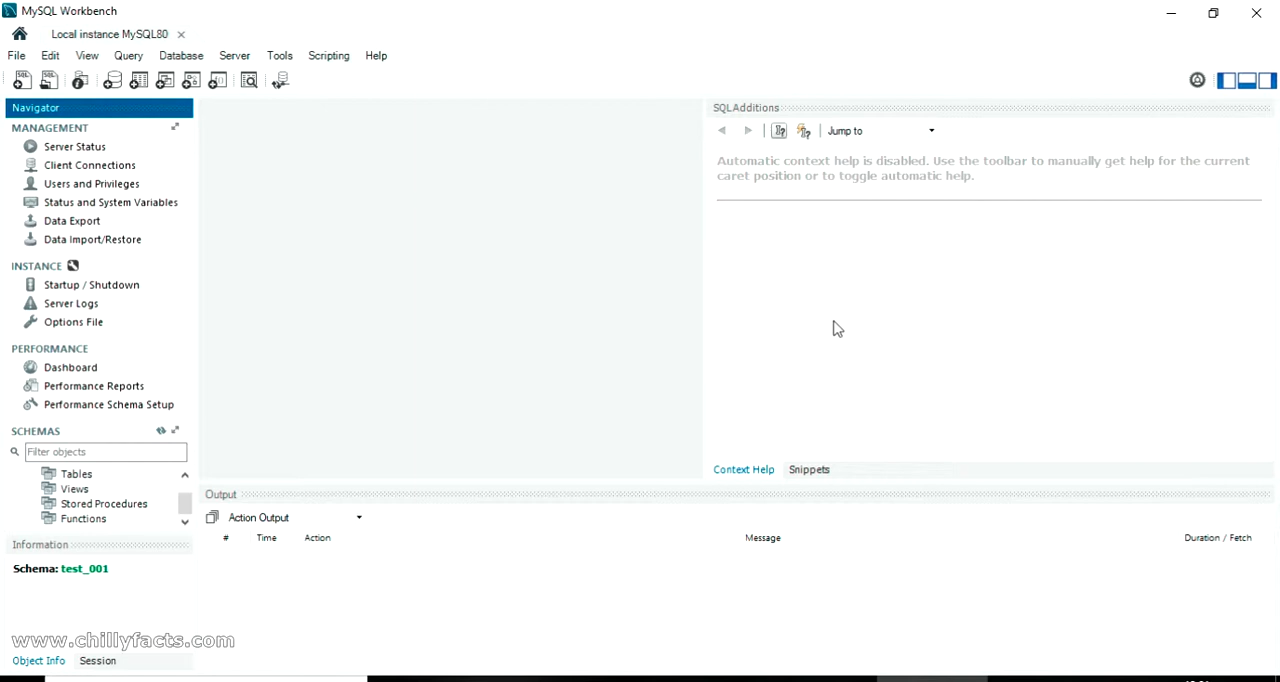 MySQL Workbench
Local instance MySQL80
File Edit View Query Database Server Tools Scripting Help
Navigator
MANAGEMENT
Server Status
Client Connections
Users and Privileges
Status and System Variables
Data Export
Data Import/Restore
INSTANCE
Startup / Shutdown
Server Logs
Options File
PERFORMANCE
Dashboard
Performance Reports
Performance Schema Setup
SCHEMAS
Filter objects
Tables
Views
Stored Procedures
Functions
Information
Schema: test_001
www.chillyfacts.com
Object Info Session
SQLAdditions
Jump to
Automatic context help is disabled. Use the toolbar to manually get help for the current
caret position or to toggle automatic help.
Context Help Snippets
Output
Action Output
# Time Action Message Duration / Fetch